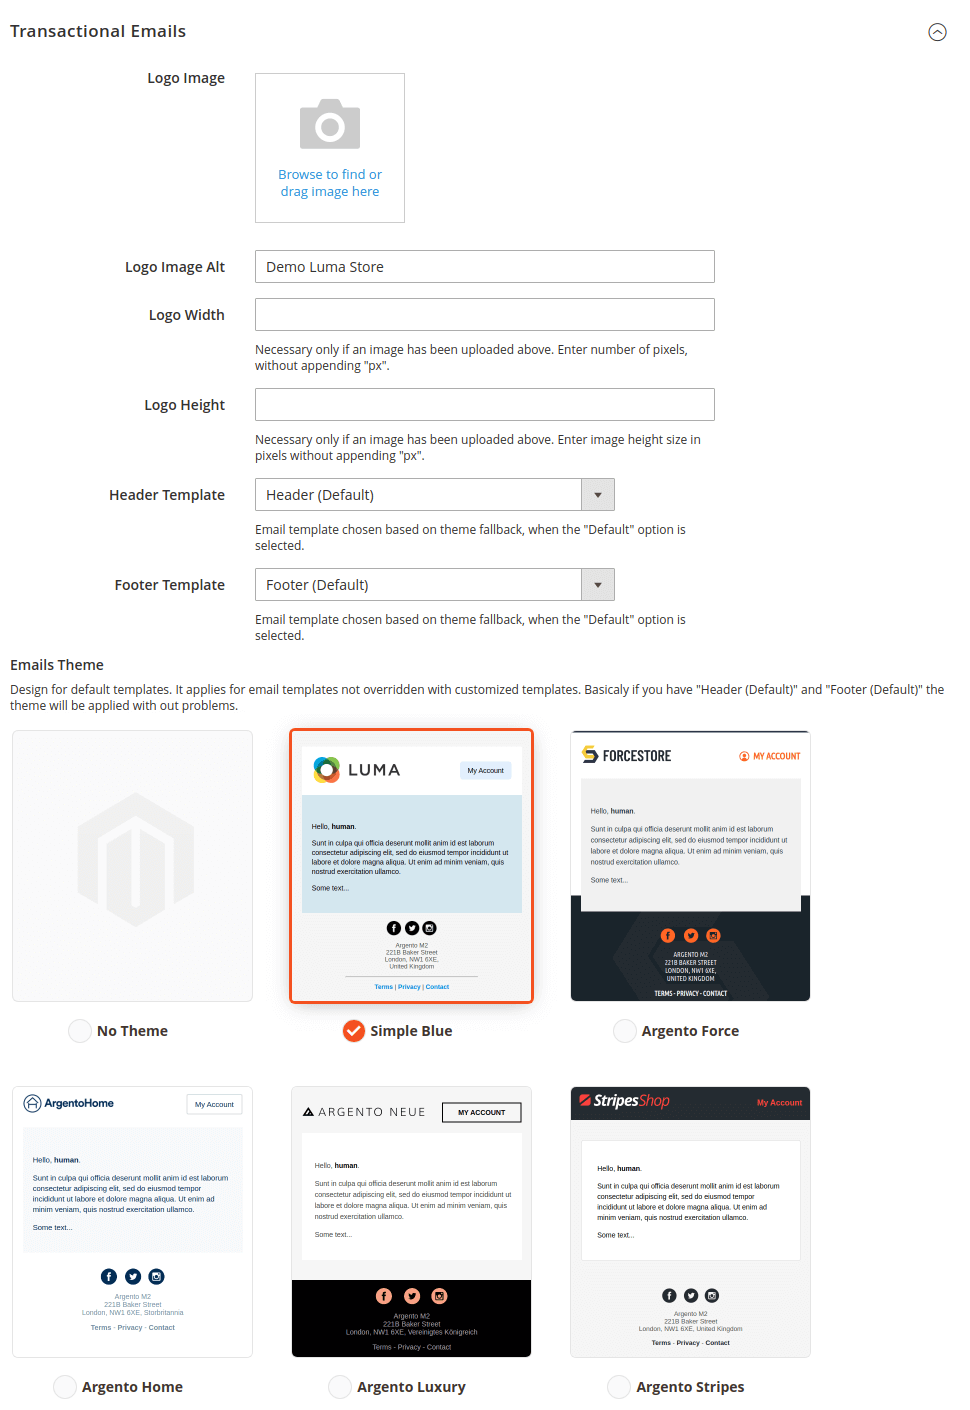 Transactional Emails
Logo Image
Browse to find or
drag image here
Logo Image Alt
Demo Luma Store
Logo Width
Necessary only if an image has been uploaded above. Enter number of pixels,
without appending "px".
Logo Height
Necessary only if an image has been uploaded above. Enter image height size in
pixels without appending "px".
Header Template
Header (Default)
Email template chosen based on theme fallback, when the "Default" option is
selected.
Footer Template
Footer (Default)
Email template chosen based on theme fallback, when the "Default" option is
selected.
Emails Theme
Design for default templates. It applies for email templates not overridden with customized templates. Basicaly if you have "Header (Default)" and "Footer (Default)" the
theme will be applied with out problems.
LUMA
My Account
Hello, human.
Sunt in culpa qui officia deserunt mollit anim id est laborum
consectetur adipiscing elit, sed do eiusmod tempor incididunt ut
labore et dolore magna aliqua. Ut enim ad minim veniam, quis
nostrud exercitation ullamco.
Some text...
Argento M2
221B Baker Street
London, NW1 6XE,
United Kingdom
Terms | Privacy | Contact
FORCESTORE
MY ACCOUNT
Hello, human.
Sunt in culpa qui officia deserunt mollit anim id est laborum
consectetur adipiscing elit, sed do eiusmod tempor incididunt ut
labore et dolore magna aliqua. Ut enim ad minim veniam, quis
nostrud exercitation ullamco.
Some text...
ARGENTO M2
221B BAKER STREET
LONDON, NW1 6XE,
UNITED KINGDOM
TERMS - PRIVACY - CONTACT
No Theme
Simple Blue
Argento Force
ArgentoHome
My Account
Hello, human.
Sunt in culpa qui officia deserunt mollit anim id est laborum
consectetur adipiscing elit, sed do eiusmod tempor
incididunt ut labore et dolore magna aliqua. Ut enim ad
minim veniam, quis nostrud exercitation ullamco.
Some text...
Argento M2
221B Baker Street
London, NW1 6XE, Storbritannia
Terms - Privacy - Contact
ARGENTO NEUE
MY ACCOUNT
Hello, human.
Sunt in culpa qui officia deserunt mollit anim id est laborum
consectetur adipiscing elit, sed do eiusmod tempor incididunt ut
labore et dolore magna aliqua. Ut enim ad minim veniam, quis
nostrud exercitation ullamco.
Some text...
Argento M2
221B Baker Street
London, NW1 6XE, Vereinigtes Königreich
Terms - Privacy - Contact
StripesShop
My Account
Hello, human.
Sunt in culpa qui officia deserunt mollit anim id est laborum
consectetur adipiscing elit, sed do eiusmod tempor
incididunt ut labore et dolore magna aliqua. Ut enim ad
minim veniam, quis nostrud exercitation ullamco.
Some text...
Argento M2
221B Baker Street
London, NW1 6XE, United Kingdom
Terms - Privacy - Contact
Argento Home
Argento Luxury
Argento Stripes